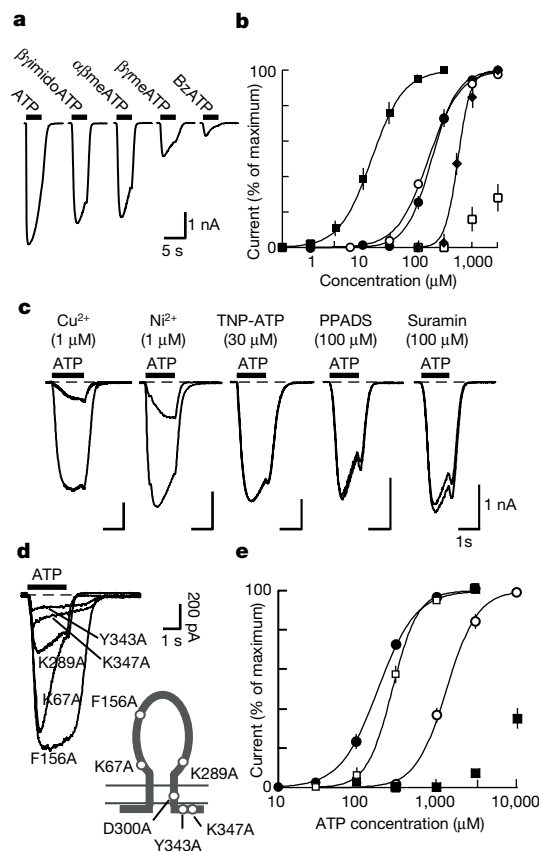 a
ATP
βγimidoATP
αβmeATP
βγmeATP
BzATP
1 nA
5 s
b
Current (% of maximum)
100
0
1
10
100
1,000
Concentration (μM)
c
Cu2+ (1 μM)
Ni2+ (1 μM)
TNP-ATP (30 μM)
PPADS (100 μM)
Suramin (100 μM)
ATP
ATP
ATP
ATP
ATP
1 nA
1s
d
ATP
200 pA
1 s
Y343A
K347A
K289A
K67A
F156A
F156A
K67A
K289A
D300A
K347A
Y343A
e
Current (% of maximum)
100
0
10
100
1,000
10,000
ATP concentration (μM)